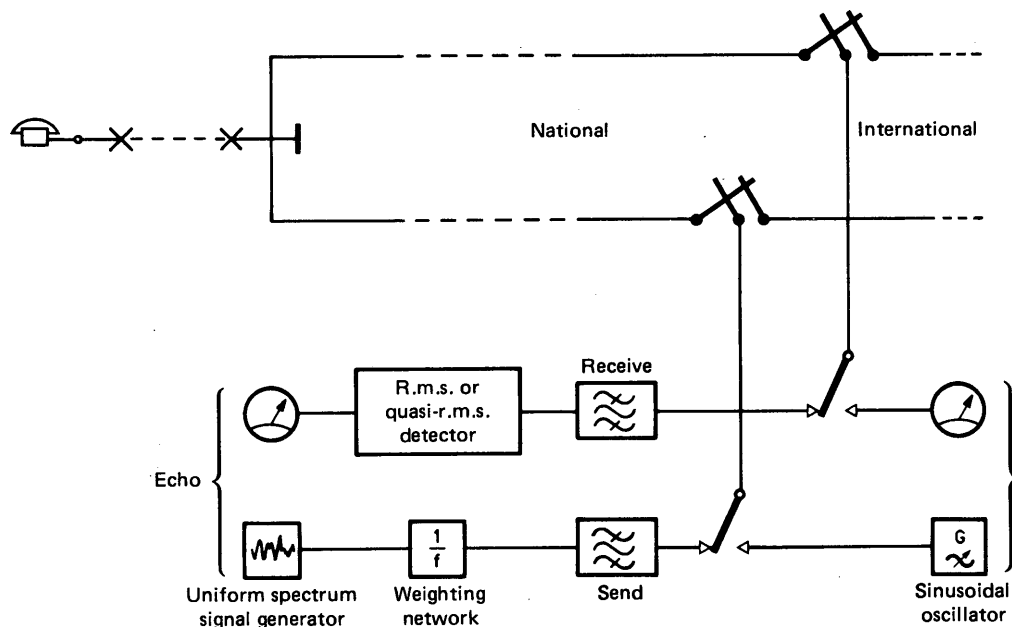 National
International
Receive
R.m.s. or
quasi-r.m.s.
detector
Echo
1
f
G
Uniform spectrum
signal generator
Weighting
network
Send
Sinusoidal
oscillator